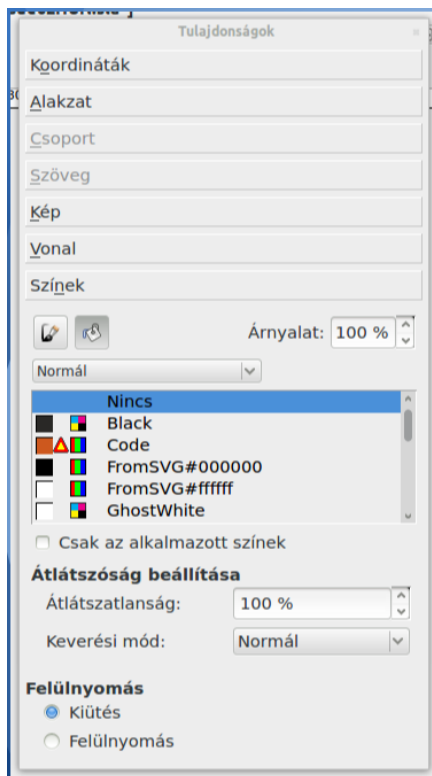 Tulajdonságok
Koordináták
Alakzat
Csoport
Szöveg
Kép
Vonal
Színek
Árnyalat: 100 %
Normál
Nincs
Black
Code
FromSVG#000000
FromSVG#ffffff
GhostWhite
Csak az alkalmazott színek
Átlátszóság beállítása
Átlátszatlanság: 100 %
Keverési mód: Normál
Felülnyomás
Kiütés
Felülnyomás